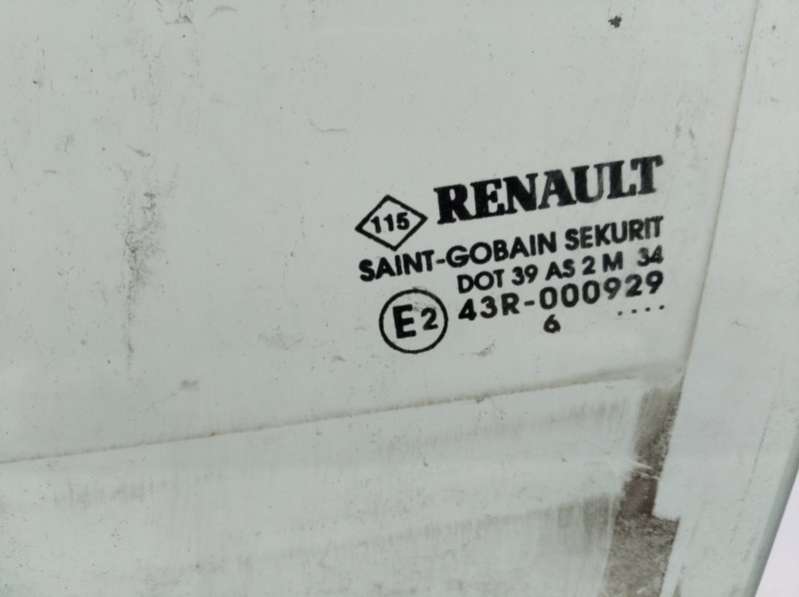 115 RENAULT
SAINT-GOBAIN SEKURIT
DOT 39 AS 2 M 34
E2 43R-000929
6 ....